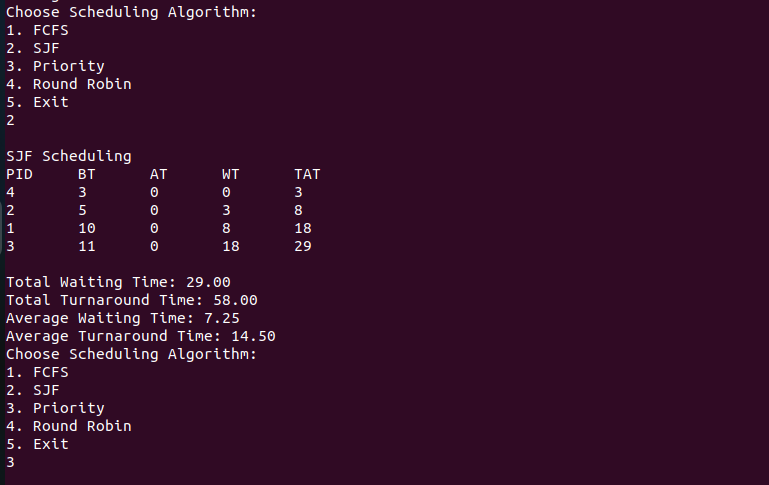 Choose Scheduling Algorithm:
1. FCFS
2. SJF
3. Priority
4. Round Robin
5. Exit
2
SJF Scheduling
PID BT AT WT TAT
4 3 0 0 3
2 5 0 3 8
1 10 0 8 18
3 11 0 18 29
Total Waiting Time: 29.00
Total Turnaround Time: 58.00
Average Waiting Time: 7.25
Average Turnaround Time: 14.50
Choose Scheduling Algorithm:
1. FCFS
2. SJF
3. Priority
4. Round Robin
5. Exit
3